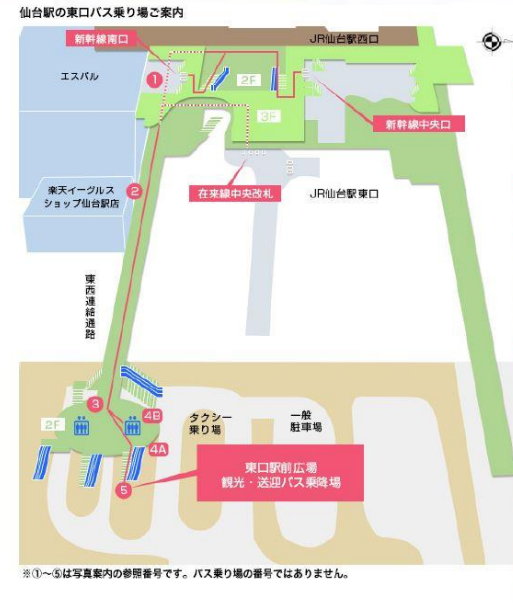 仙台駅の東口バス乗り場ご案内
新幹線南口
JR仙台駅西口
①
エスパル
2F
3F
新幹線中央口
楽天イーグルス
ショップ仙台駅店
②
在来線中央改札
JR仙台駅東口
東西連絡通路
③
4B
2F
タクシー
乗り場
一般
駐車場
4A
⑤
東口駅前広場
観光・送迎バス乗降場
※①~⑤は写真案内の参照番号です。バス乗り場の番号ではありません。